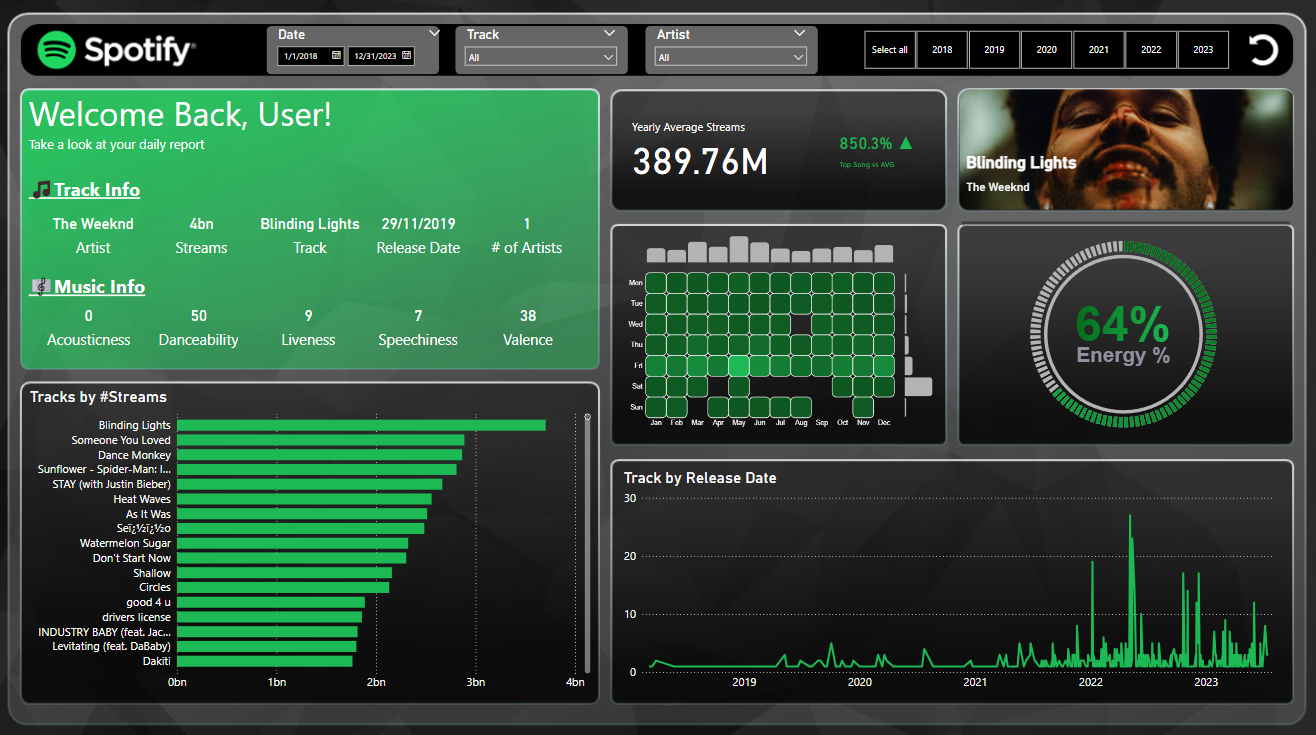 Spotify®
Date
1/1/2018
12/31/2023
Track
All
Artist
All
Select all
2018
2019
2020
2021
2022
2023
Welcome Back, User!
Take a look at your daily report
Track Info
The Weeknd
4bn
Blinding Lights
29/11/2019
1
Artist
Streams
Track
Release Date
# of Artists
Music Info
0
50
9
7
38
Acousticness
Danceability
Liveness
Speechiness
Valence
Yearly Average Streams
389.76M
850.3% ▲
Top Song vs AVG
Blinding Lights
The Weeknd
Mon
Tue
Wed
Thu
Fri
Sat
Sun
Jan
Feb
Mar
Apr
May
Jun
Jul
Aug
Sep
Oct
Nov
Dec
64%
Energy %
Tracks by #Streams
Blinding Lights
Someone You Loved
Dance Monkey
Sunflower - Spider-Man: I...
STAY (with Justin Bieber)
Heat Waves
As It Was
Seï¿½ï¿½o
Watermelon Sugar
Don't Start Now
Shallow
Circles
good 4 u
drivers license
INDUSTRY BABY (feat. Jac...
Levitating (feat. DaBaby)
Dakiti
0bn
1bn
2bn
3bn
4bn
Track by Release Date
30
20
10
0
2019
2020
2021
2022
2023